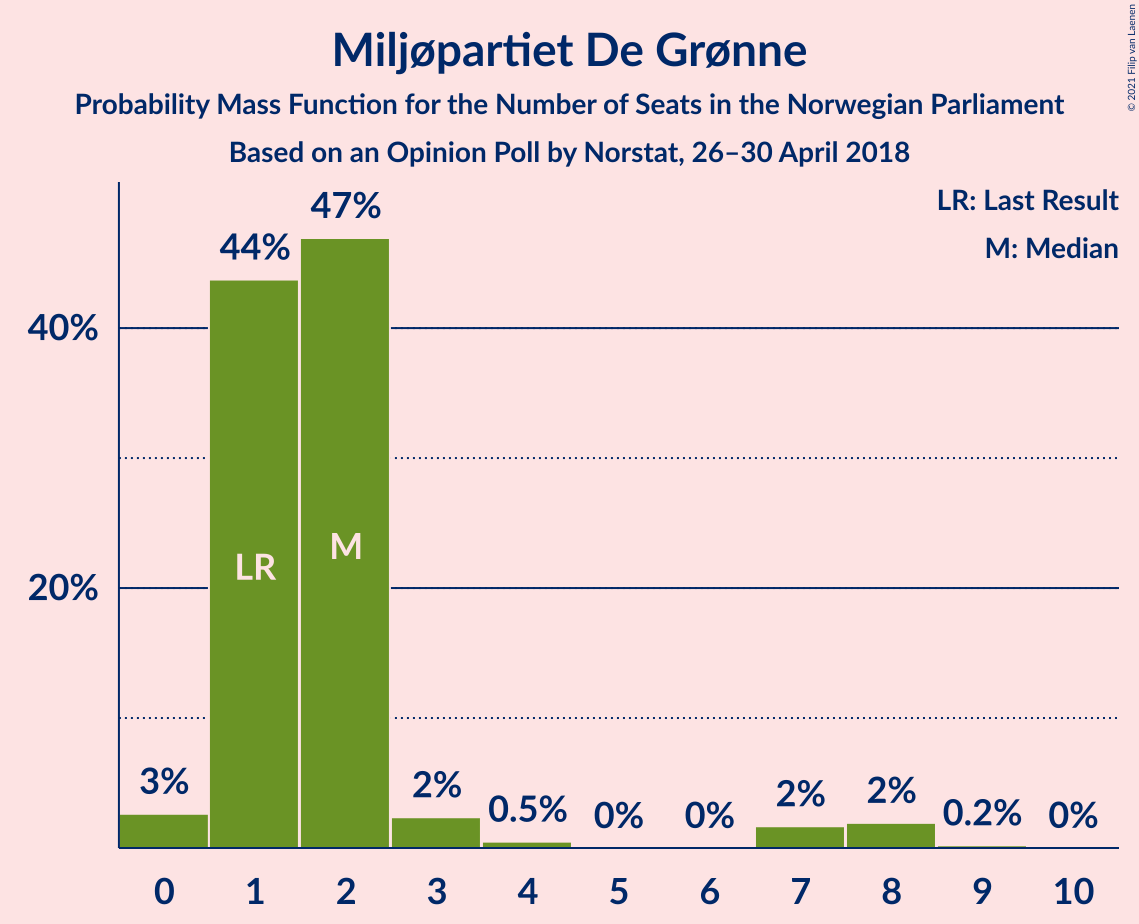 Miljøpartiet De Grønne
Probability Mass Function for the Number of Seats in the Norwegian Parliament
Based on an Opinion Poll by Norstat, 26–30 April 2018
© 2021 Filip van Laenen
LR: Last Result
M: Median
47%
44%
40%
M
LR
20%
3%
2%
0.5%
0%
0%
2%
2%
0.2%
0%
0 1 2 3 4 5 6 7 8 9 10